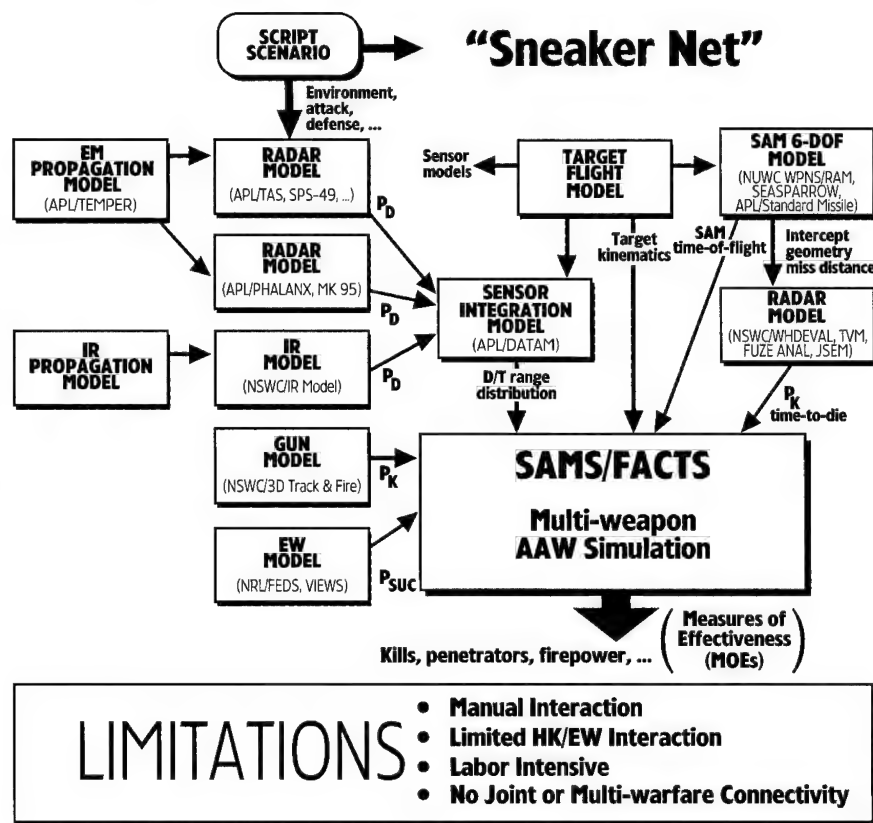 SCRIPT
SCENARIO
“Sneaker Net”
Environment,
attack,
defense, ...
EM
PROPAGATION
MODEL
(APL/TEMPER)
RADAR
MODEL
(APL/TAS, SPS-49, ...)
P_D
Sensor
models
TARGET
FLIGHT
MODEL
SAM 6-DOF
MODEL
(NUWC WPNS/RAM,
SEASPARROW,
APL/Standard Missile)
RADAR
MODEL
(APL/PHALANX, MK 95)
P_D
Target
kinematics
SAM
time-of-flight
Intercept
geometry
miss distance
SENSOR
INTEGRATION
MODEL
(APL/DATAM)
RADAR
MODEL
(NSWC/WHDEVAL, TVM,
FUZE ANAL, JSEM)
IR
PROPAGATION
MODEL
IR
MODEL
(NSWC/IR Model)
P_D
D/T range
distribution
P_K
time-to-die
GUN
MODEL
(NSWC/3D Track & Fire)
P_K
SAMS/FACTS
Multi-weapon
AAW Simulation
EW
MODEL
(NRL/FEDS, VIEWS)
P_SUC
Kills, penetrators, firepower, ...
(Measures of
Effectiveness
(MOEs))
LIMITATIONS
• Manual Interaction
• Limited HK/EW Interaction
• Labor Intensive
• No Joint or Multi-warfare Connectivity